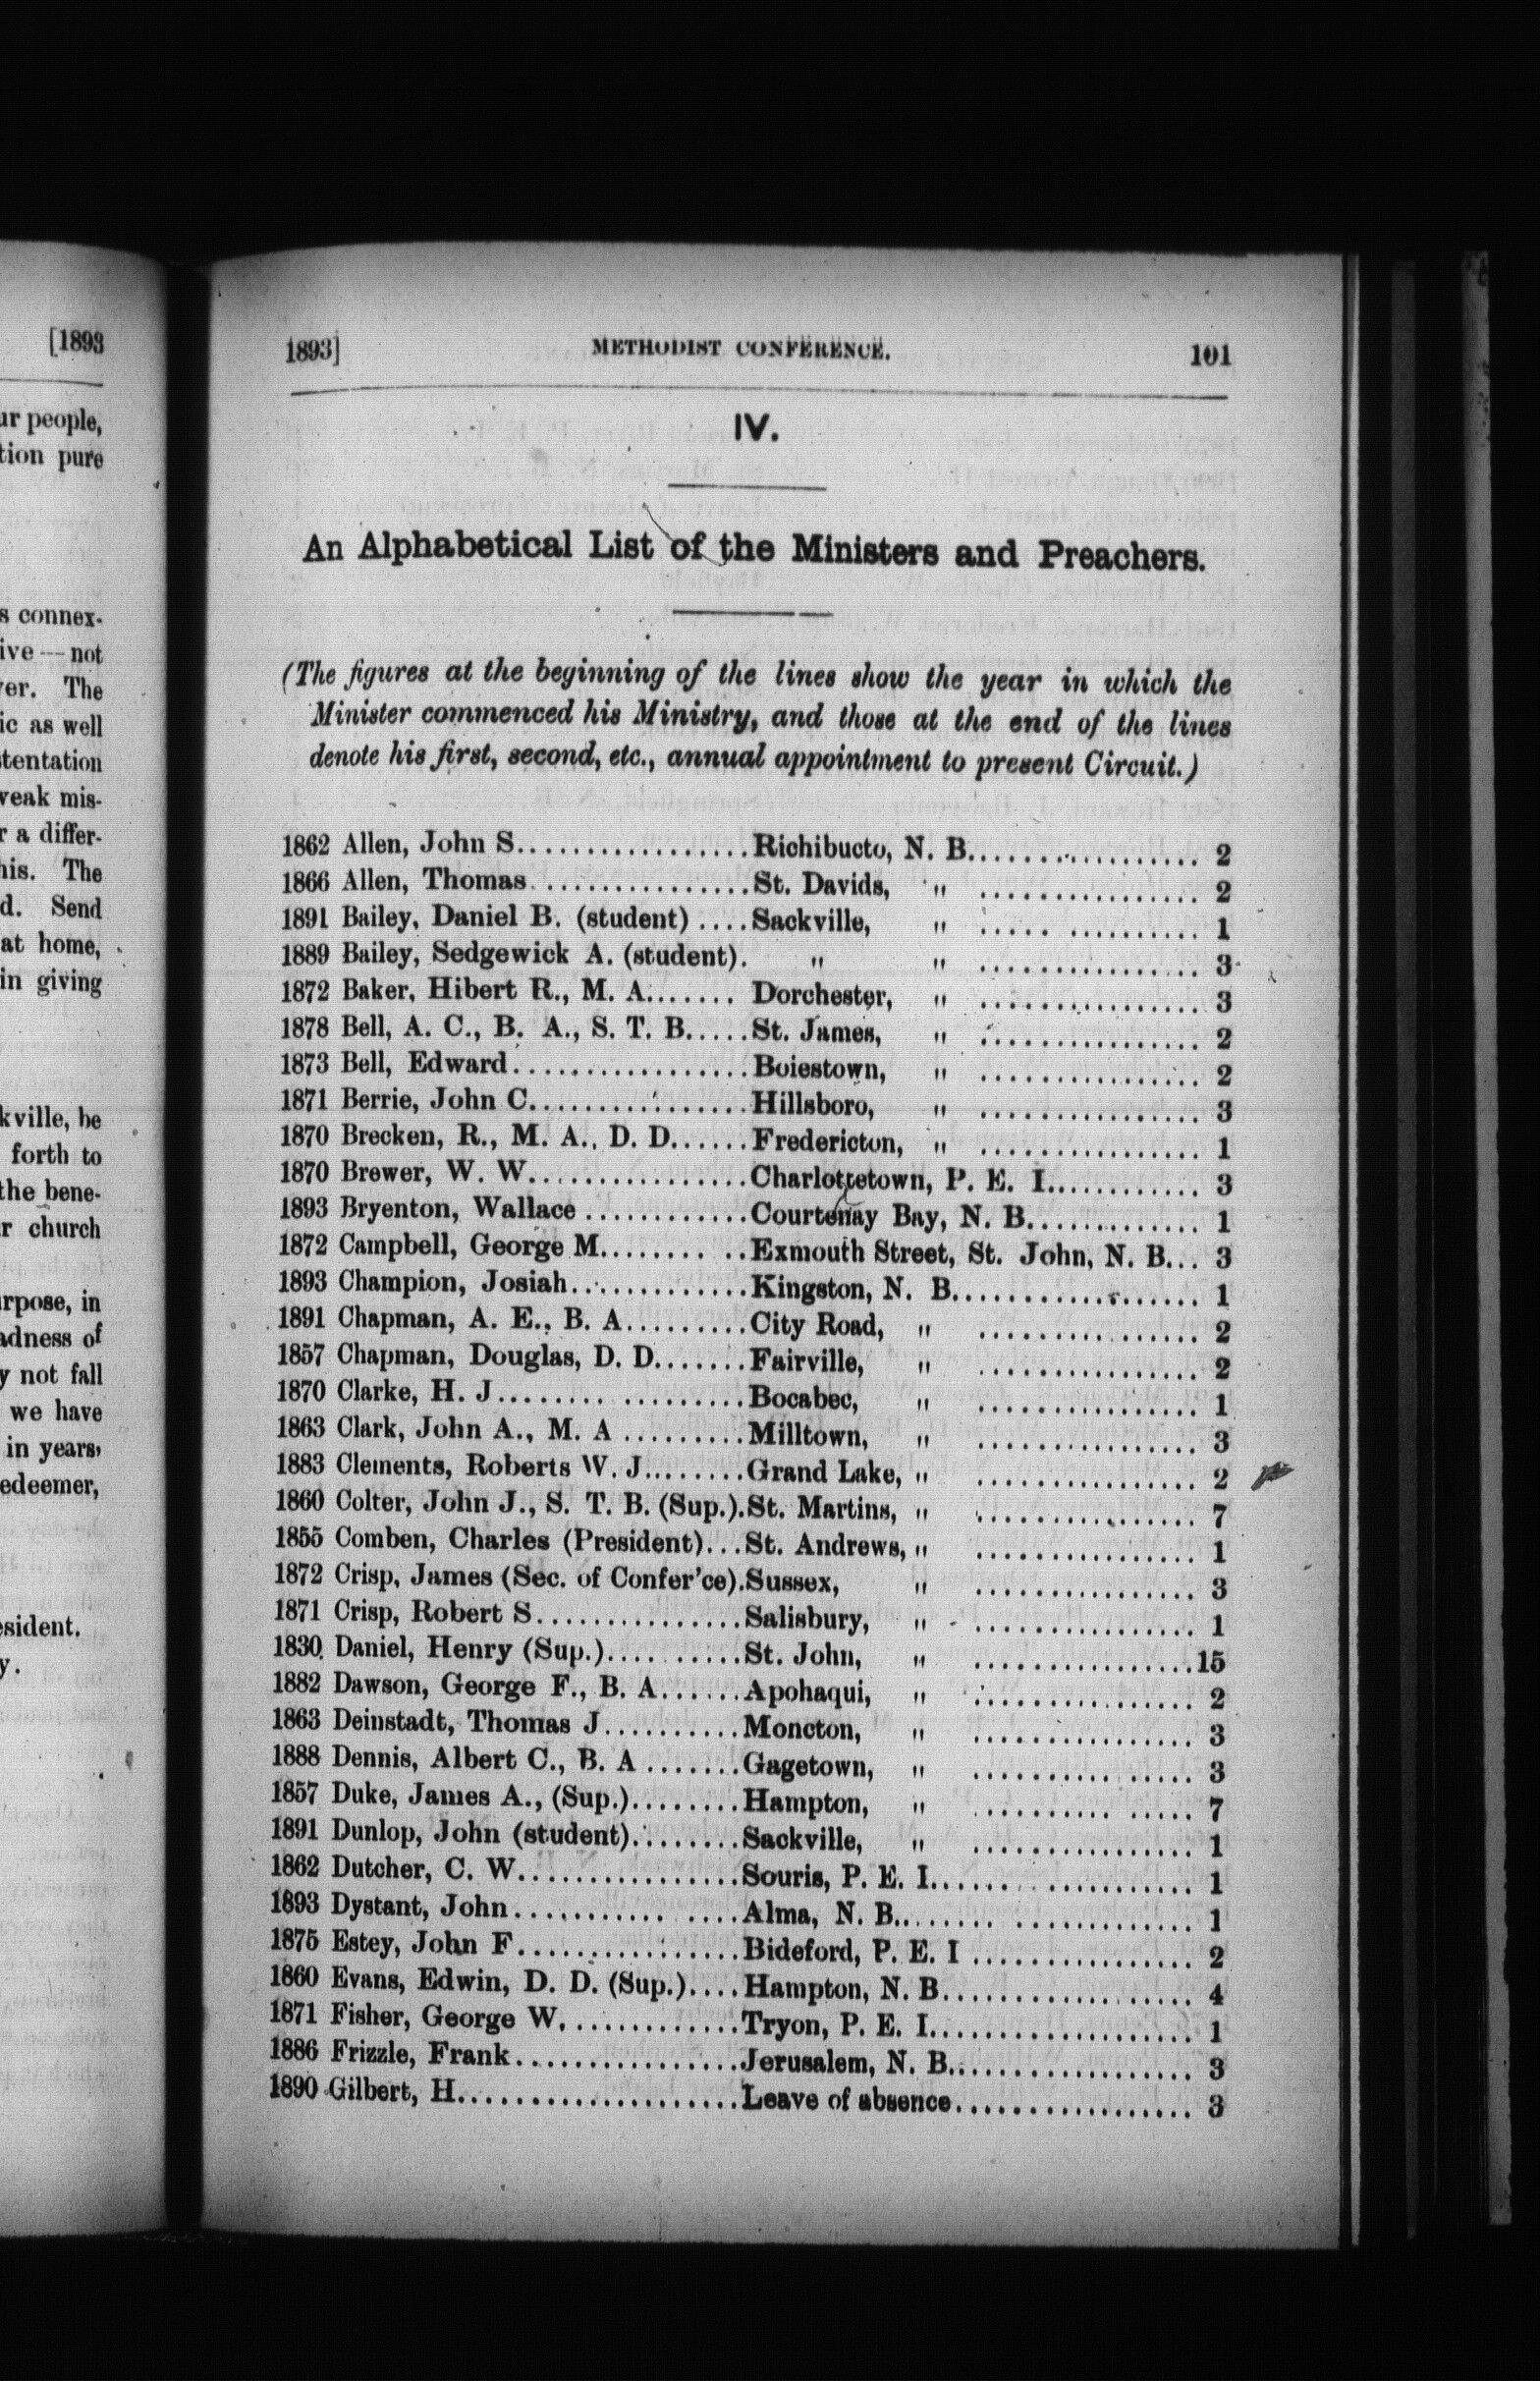 [1893
ur people,
tion pure
s connex-
ive — not
er. The
ic as well
stentation
weak mis-
r a differ-
his. The
d. Send
at home,
in giving
kville, he
forth to
the bene-
r church
rpose, in
adness of
y not fall
we have
in years,
edeemer,
esident.
y.
1893] METHODIST CONFERENCE. 101
IV.
An Alphabetical List of the Ministers and Preachers.
(The figures at the beginning of the lines show the year in which the
Minister commenced his Ministry, and those at the end of the lines
denote his first, second, etc., annual appointment to present Circuit.)
1862 Allen, John S.................Richibucto, N. B................... 2
1866 Allen, Thomas................St. Davids, " ................ 2
1891 Bailey, Daniel B. (student) ....Sackville, " ................ 1
1889 Bailey, Sedgewick A. (student). " " ................ 3
1872 Baker, Hibert R., M. A....... Dorchester, " ................ 3
1878 Bell, A. C., B. A., S. T. B.....St. James, " ................ 2
1873 Bell, Edward.................Boiestown, " ................ 2
1871 Berrie, John C................Hillsboro, " ................ 3
1870 Brecken, R., M. A., D. D......Fredericton, " ................ 1
1870 Brewer, W. W................Charlottetown, P. E. I............ 3
1893 Bryenton, Wallace ............Courtenay Bay, N. B............. 1
1872 Campbell, George M..........Exmouth Street, St. John, N. B... 3
1893 Champion, Josiah.............Kingston, N. B.................. 1
1891 Chapman, A. E., B. A.........City Road, " ................ 2
1857 Chapman, Douglas, D. D.......Fairville, " ................ 2
1870 Clarke, H. J..................Bocabec, " ................ 1
1863 Clark, John A., M. A .........Milltown, " ................ 3
1883 Clements, Roberts W. J........Grand Lake, " ................ 2
1860 Colter, John J., S. T. B. (Sup.).St. Martins, " ................ 7
1855 Comben, Charles (President)...St. Andrews, " ................ 1
1872 Crisp, James (Sec. of Confer'ce).Sussex, " ................ 3
1871 Crisp, Robert S...............Salisbury, " ................ 1
1830 Daniel, Henry (Sup.)..........St. John, " ................15
1882 Dawson, George F., B. A......Apohaqui, " ................ 2
1863 Deinstadt, Thomas J..........Moncton, " ................ 3
1888 Dennis, Albert C., B. A .......Gagetown, " ................ 3
1857 Duke, James A., (Sup.)........Hampton, " ................ 7
1891 Dunlop, John (student)........Sackville, " ................ 1
1862 Dutcher, C. W................Souris, P. E. I................... 1
1893 Dystant, John................Alma, N. B..................... 1
1875 Estey, John F................Bideford, P. E. I ................ 2
1860 Evans, Edwin, D. D. (Sup.)....Hampton, N. B.................. 4
1871 Fisher, George W.............Tryon, P. E. I................... 1
1886 Frizzle, Frank................Jerusalem, N. B.................. 3
1890 Gilbert, H....................Leave of absence................. 3